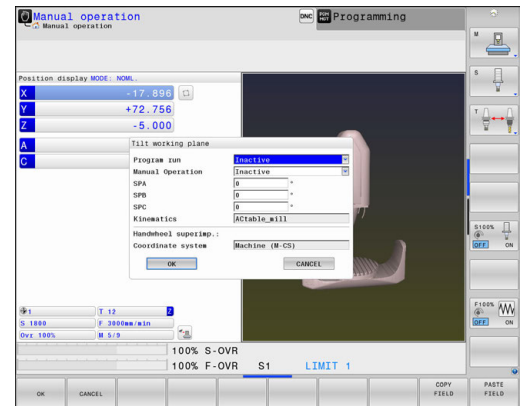 Manual operation
Manual operation
DNC
Programming
Position display MODE: NOML.
X -17.896
Y +72.756
Z -5.000
A
C
Tilt working plane
Program run Inactive
Manual Operation Inactive
SPA 0 °
SPB 0 °
SPC 0 °
Kinematics ACtable_mill
Handwheel superimp.:
Coordinate system Machine (M-CS)
OK CANCEL
1 T 12 Z
S 1800 F 3000mm/min
Ovr 100% M 5/9
100% S-OVR
100% F-OVR S1 LIMIT 1
M
S
T
S100%
OFF ON
F100%
OFF ON
OK CANCEL COPY FIELD PASTE FIELD